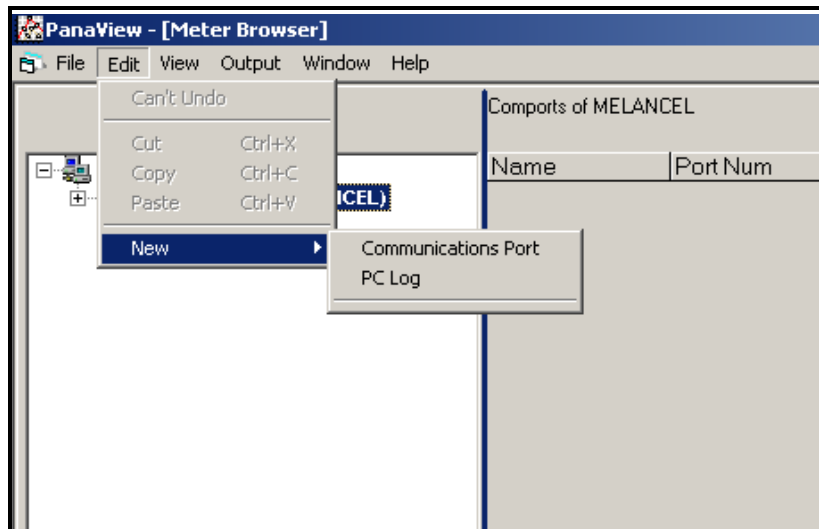 PanaView - [Meter Browser]
File Edit View Output Window Help
Can't Undo
Cut Ctrl+X
Copy Ctrl+C
Paste Ctrl+V
New
Communications Port
PC Log
Comports of MELANCEL
Name Port Num